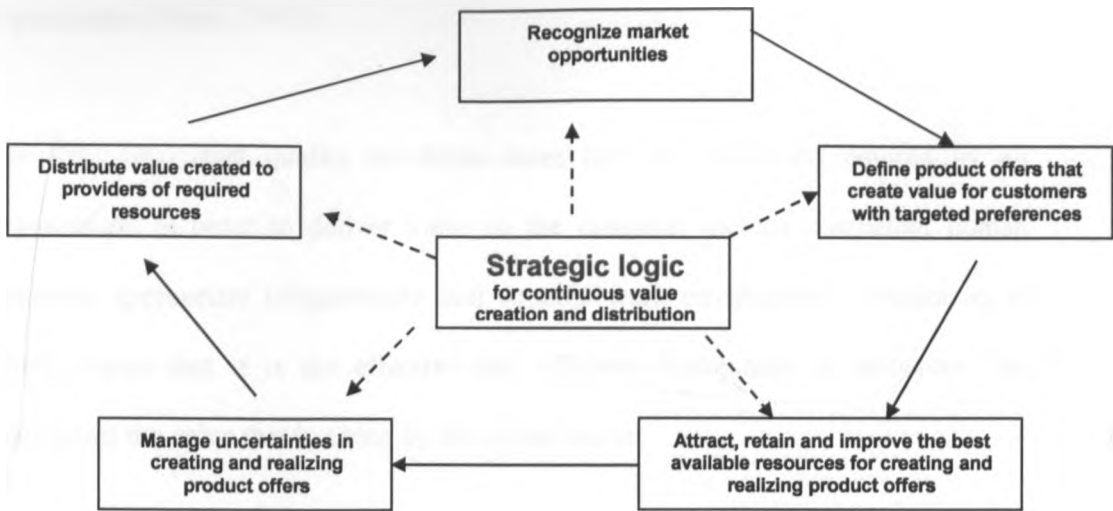 Recognize market
opportunities
Distribute value created to
providers of required
resources
Define product offers that
create value for customers
with targeted preferences
Strategic logic
for continuous value
creation and distribution
Manage uncertainties in
creating and realizing
product offers
Attract, retain and improve the best
available resources for creating and
realizing product offers